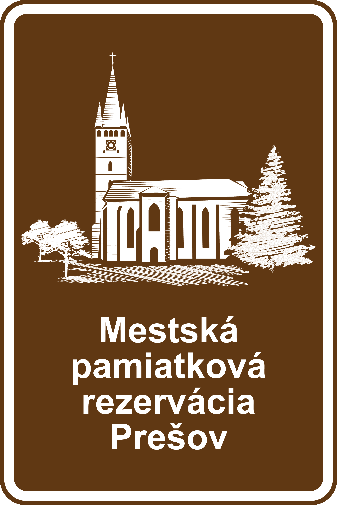 Mestská
pamiatková
rezervácia
Prešov